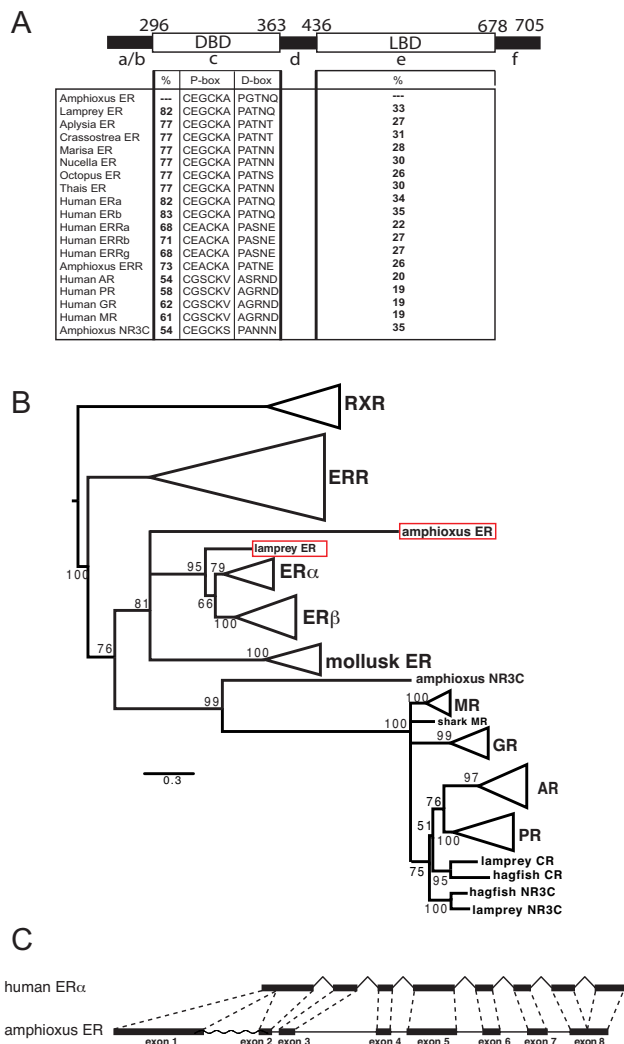 A
296 363 436 678 705
DBD LBD
a/b c d e f
% P-box D-box %
Amphioxus ER --- CEGCKA PGTNQ ---
Lamprey ER 82 CEGCKA PATNQ 33
Aplysia ER 77 CEGCKA PATNT 27
Crassostrea ER 77 CEGCKA PATNT 31
Marisa ER 77 CEGCKA PATNN 28
Nucella ER 77 CEGCKA PATNN 30
Octopus ER 77 CEGCKA PATNS 26
Thais ER 77 CEGCKA PATNN 30
Human ERa 82 CEGCKA PATNQ 34
Human ERb 83 CEGCKA PATNQ 35
Human ERRa 68 CEACKA PASNE 22
Human ERRb 71 CEACKA PASNE 27
Human ERRg 68 CEACKA PASNE 27
Amphioxus ERR 73 CEACKA PATNE 26
Human AR 54 CGSCKV ASRND 20
Human PR 58 CGSCKV AGRND 19
Human GR 62 CGSCKV AGRND 19
Human MR 61 CGSCKV AGRND 19
Amphioxus NR3C 54 CEGCKS PANNN 35
B
RXR
ERR
amphioxus ER
lamprey ER
95 79 ERα
100
66
100 ERβ
81
100 mollusk ER
76
amphioxus NR3C
99
100 MR
100 shark MR
99 GR
0.3
97 AR
76
51
100 PR
75
lamprey CR
95 hagfish CR
hagfish NR3C
100 lamprey NR3C
C
human ERα
amphioxus ER
exon 1 exon 2 exon 3 exon 4 exon 5 exon 6 exon 7 exon 8